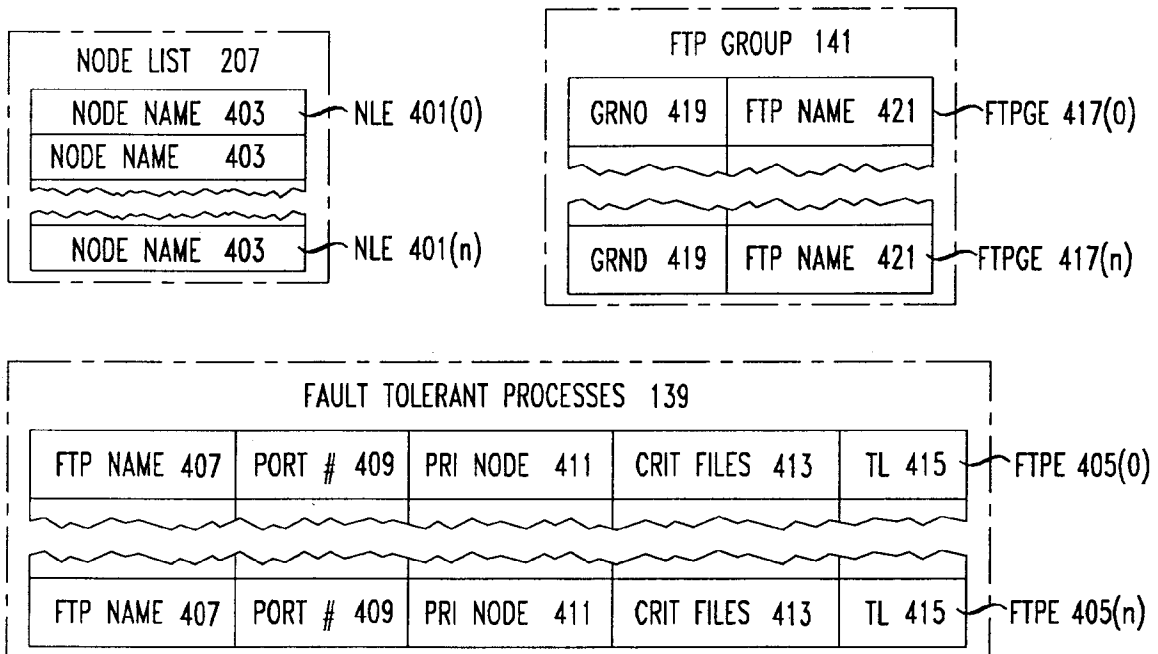 NODE LIST 207
NODE NAME 403 NLE 401(0)
NODE NAME 403
NODE NAME 403 NLE 401(n)
FTP GROUP 141
GRNO 419 FTP NAME 421 FTPGE 417(0)
GRND 419 FTP NAME 421 FTPGE 417(n)
FAULT TOLERANT PROCESSES 139
FTP NAME 407 PORT # 409 PRI NODE 411 CRIT FILES 413 TL 415 FTPE 405(0)
FTP NAME 407 PORT # 409 PRI NODE 411 CRIT FILES 413 TL 415 FTPE 405(n)